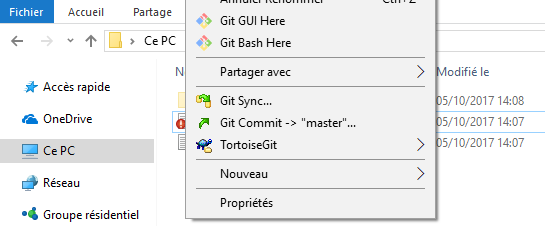 Fichier Accueil Partage
Annuler Renommer Ctrl+Z
Git GUI Here
Ce PC
Git Bash Here
Partager avec
Modifié le
Accès rapide
Git Sync...
05/10/2017 14:08
OneDrive
Git Commit -> "master"...
05/10/2017 14:07
Ce PC
TortoiseGit
05/10/2017 14:07
Réseau
Nouveau
Groupe résidentiel
Propriétés